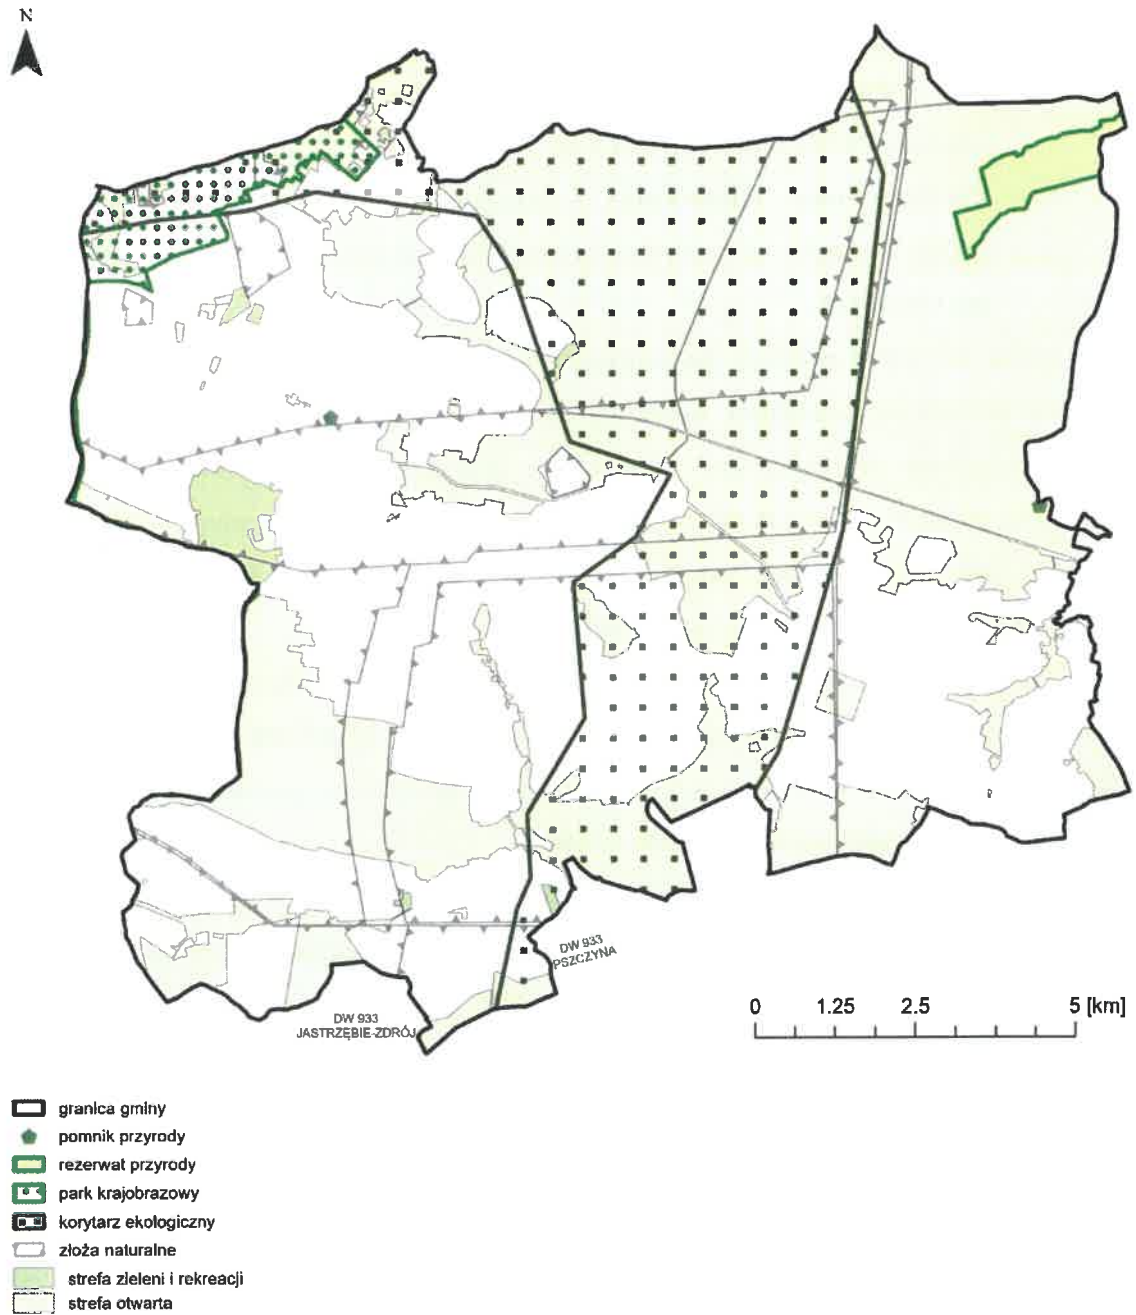 N
DW 933
PSZCZYNA
DW 933
JASTRZĘBIE-ZDRÓJ
0 1.25 2.5 5 [km]
granica gminy
pomnik przyrody
rezerwat przyrody
park krajobrazowy
korytarz ekologiczny
złoża naturalne
strefa zieleni i rekreacji
strefa otwarta